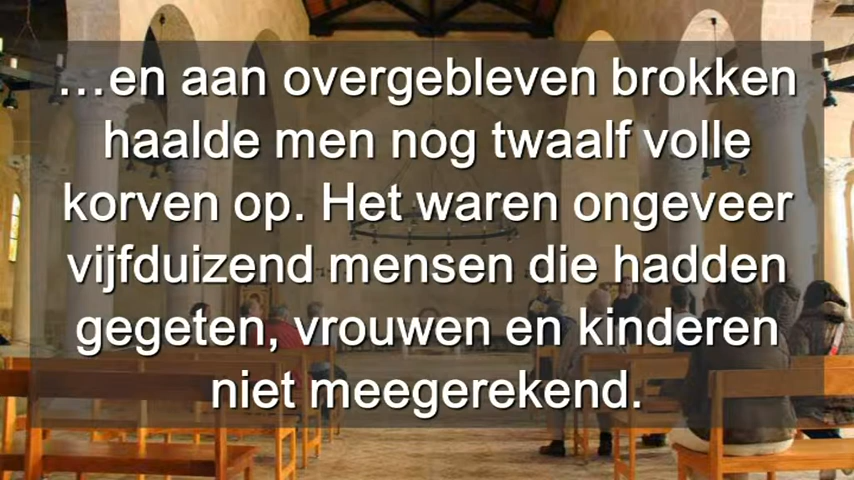 …en aan overgebleven brokken
haalde men nog twaalf volle
korven op. Het waren ongeveer
vijfduizend mensen die hadden
gegeten, vrouwen en kinderen
niet meegerekend.